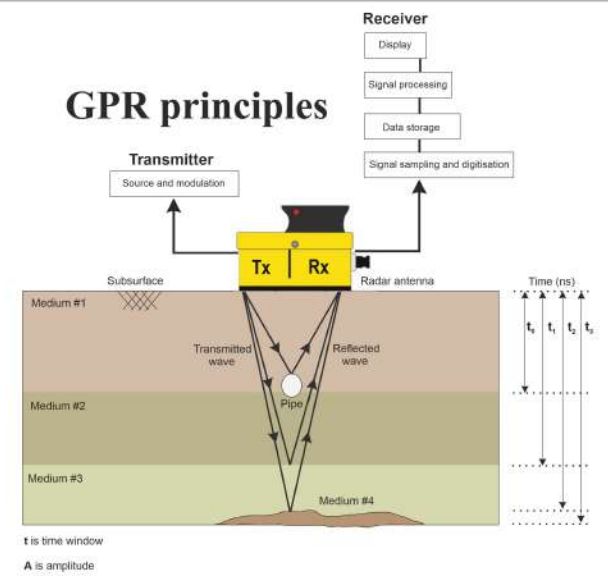 Receiver
Display
Signal processing
GPR principles
Data storage
Transmitter
Signal sampling and digitisation
Source and modulation
Tx | Rx
Subsurface
Radar antenna
Time (ns)
Medium #1
t₁ t₂ t₃
Transmitted
wave
Reflected
wave
Pipe
Medium #2
Medium #3
Medium #4
t is time window
A is amplitude